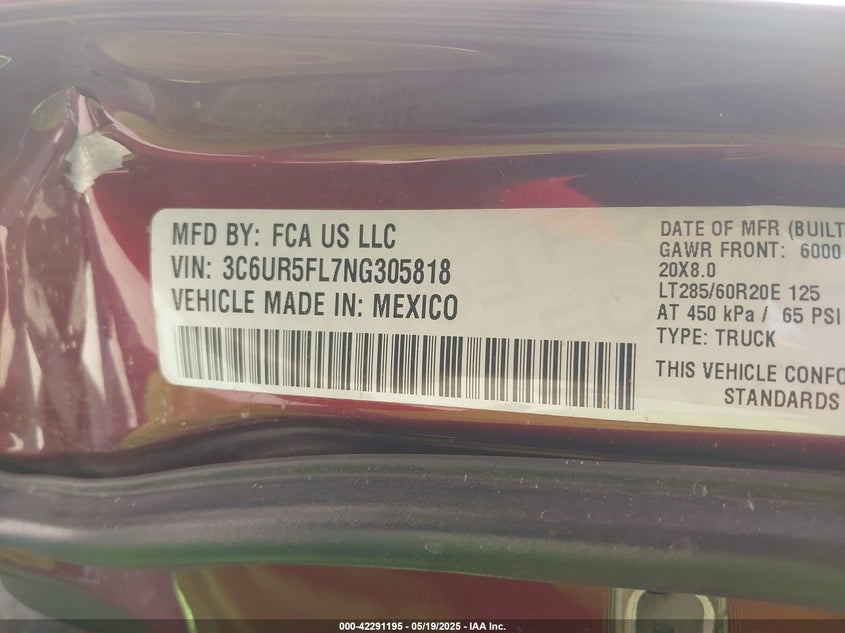 MFD BY: FCA US LLC
VIN: 3C6UR5FL7NG305818
VEHICLE MADE IN: MEXICO
DATE OF MFR (BUILT
GAWR FRONT: 6000
20X8.0
LT285/60R20E 125
AT 450 kPa / 65 PSI
TYPE: TRUCK
THIS VEHICLE CONFO
STANDARDS
000-42291195 - 05/19/2025 - IAA Inc.